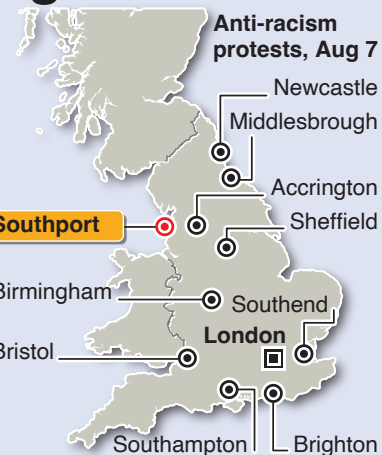 Anti-racism
protests, Aug 7
Newcastle
Middlesbrough
Accrington
Southport
Sheffield
Birmingham
Southend
London
Bristol
Southampton
Brighton